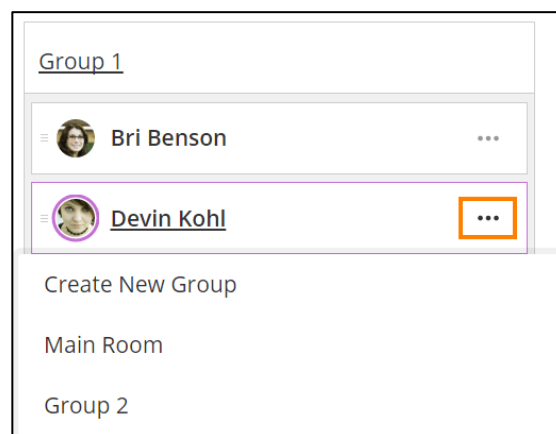 Group 1
Bri Benson
Devin Kohl
Create New Group
Main Room
Group 2